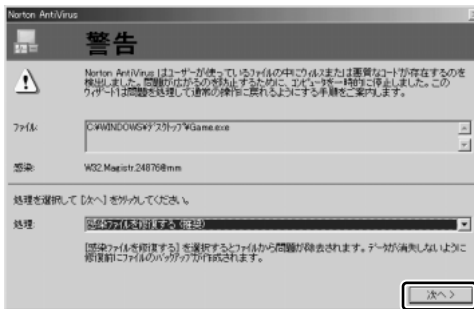 Norton AntiVirus
警告
Norton AntiVirus はユーザーが使っているファイルの中にウィルスまたは悪質なコードが存在するのを
検出しました。問題が広がるのを防止するために、コンピュータを一時的に停止しました。この
ウィザードは問題を処理して通常の操作に戻れるようにする手順をご案内します。
ファイル:
C:¥WINDOWS¥デスクトップ¥Game.exe
感染:
W32.Magistr.24876@mm
処理を選択して [次へ] をクリックしてください。
処理:
感染ファイルを修復する (推奨)
[感染ファイルを修復する] を選択するとファイルから問題が除去されます。データが消失しないように
修復前にファイルのバックアップが作成されます。
次へ >